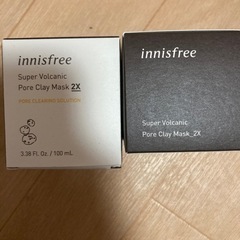 innisfree
Super Volcanic
Pore Clay Mask 2X
PORE CLEARING SOLUTION
3.38 Fl. Oz. / 100 mL
innisfree
Super Volcanic
Pore Clay Mask_2X